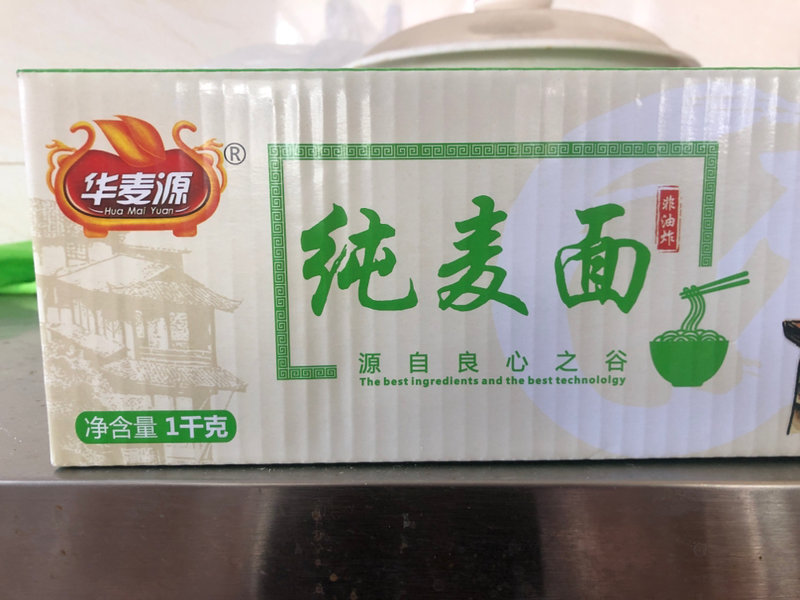 华麦源
Hua Mai Yuan
®
纯麦面
非油炸
源自良心之谷
The best ingredients and the best technololgy
净含量 1千克